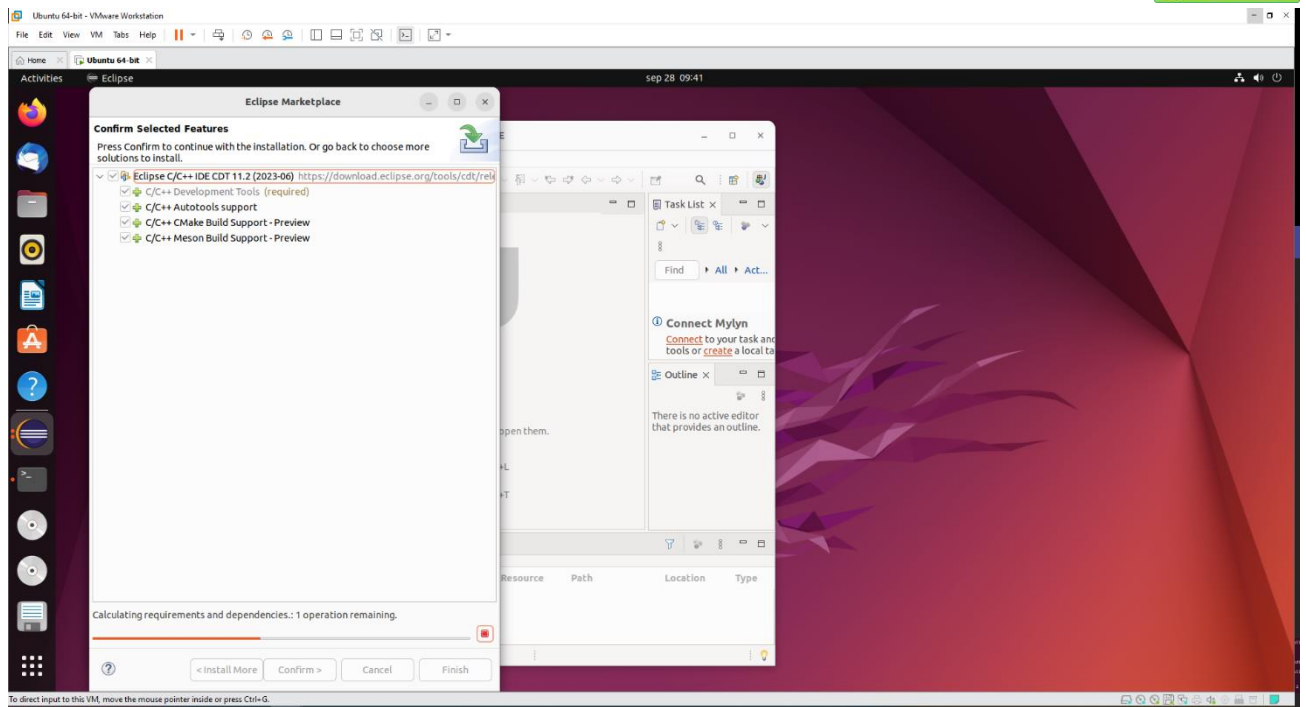 Ubuntu 64-bit - VMware Workstation
File Edit View VM Tabs Help
Home
Ubuntu 64-bit
Activities
Eclipse
sep 28 09:41
Eclipse Marketplace
Confirm Selected Features
Press Confirm to continue with the installation. Or go back to choose more
solutions to install.
Eclipse C/C++ IDE CDT 11.2 (2023-06) https://download.eclipse.org/tools/cdt/rele
C/C++ Development Tools (required)
C/C++ Autotools support
C/C++ CMake Build Support - Preview
C/C++ Meson Build Support - Preview
Calculating requirements and dependencies.: 1 operation remaining.
< Install More
Confirm >
Cancel
Finish
E
Task List
Find
All
Act...
Connect Mylyn
Connect to your task and
tools or create a local ta
Outline
There is no active editor
that provides an outline.
open them.
+L
+T
Resource Path Location Type
To direct input to this VM, move the mouse pointer inside or press Ctrl+G.